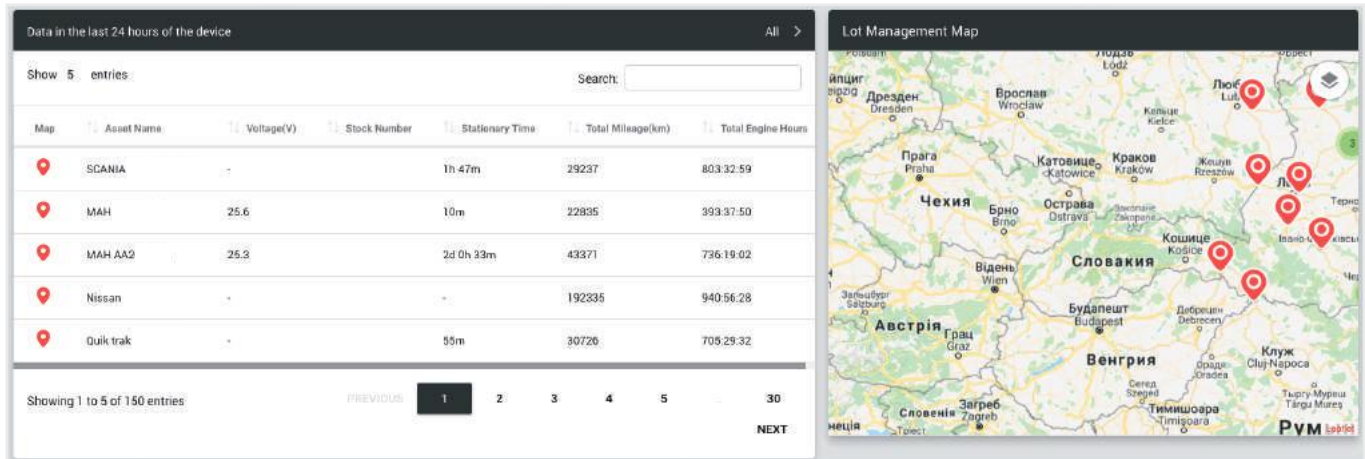 Data in the last 24 hours of the device
All >
Show 5 entries
Search:
Map Asset Name Voltage(V) Stock Number Stationary Time Total Mileage(km) Total Engine Hours
SCANIA - 1h 47m 29237 803:32:59
MAH 25.6 10m 22835 393:37:50
MAH AA2 25.3 2d 0h 33m 43371 736:19:02
Nissan - - 192335 940:56:28
Quik trak - 55m 30726 705:29:32
Showing 1 to 5 of 150 entries
PREVIOUS 1 2 3 4 5 30
NEXT
Lot Management Map
Potsdam
Łódź
Дрезден
Dresden
Вроспав
Wrocław
Кельце
Kielce
3
Прага
Praha
Катовице
Katowice
Краков
Kraków
Жешув
Rzeszów
Чехия
Брно
Brno
Острава
Ostrava
Закопане
Zakopane
Кошице
Košice
Словакия
Відень
Wien
Зальцбург
Salzburg
Будапешт
Budapest
Дебрецен
Debrecen
Австрія
Грац
Graz
Венгрия
Орадя
Oradea
Клуж
Cluj-Napoca
Сегед
Szeged
Тыргу-Муреш
Târgu Mureș
Словенія
Загреб
Zagreb
Тимишоара
Timișoara
РУМ
Leaflet